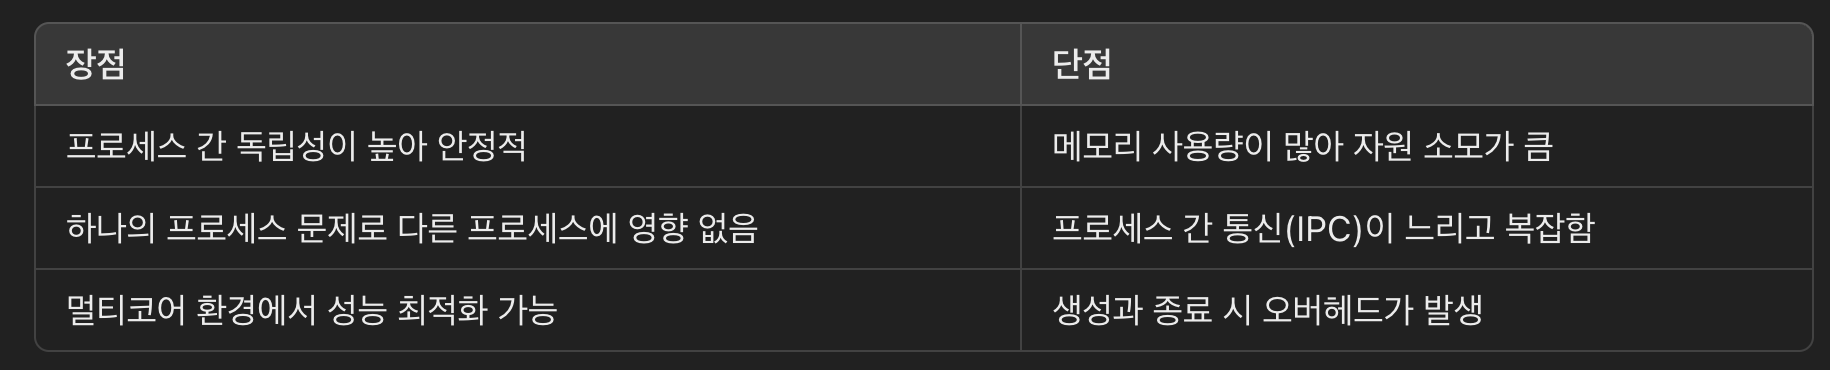 장점
단점
프로세스 간 독립성이 높아 안정적
메모리 사용량이 많아 자원 소모가 큼
하나의 프로세스 문제로 다른 프로세스에 영향 없음
프로세스 간 통신(IPC)이 느리고 복잡함
멀티코어 환경에서 성능 최적화 가능
생성과 종료 시 오버헤드가 발생